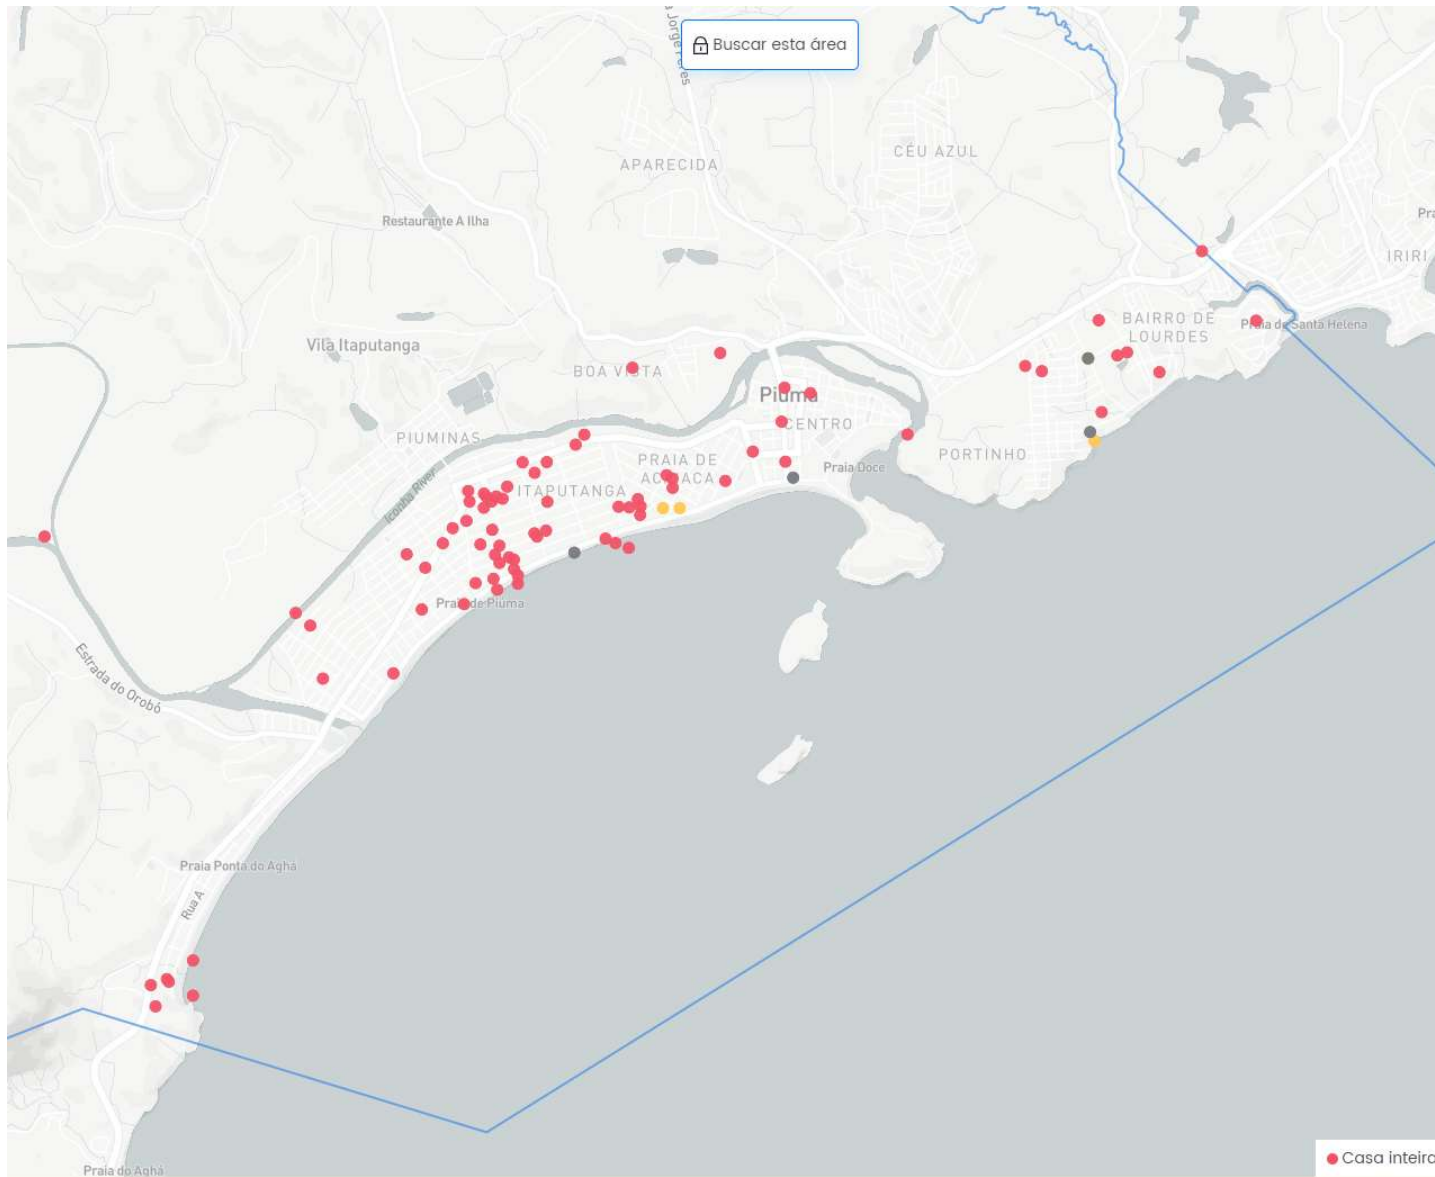 Buscar esta área
CÉU AZUL
APARECIDA
Restaurante A Ilha
IRIRI
BAIRRO DE
LOURDES
Praia de Santa Helena
Vila Itaputanga
BOA VISTA
Piúma
CENTRO
PIUMINAS
PRAIA DE
ACAIACA
Praia Doce
PORTINHO
ITAPUTANGA
Iconha River
Praia de Piúma
Estrada do Orobó
Praia Ponta do Aghá
Rua A
Praia do Aghá
Casa inteira